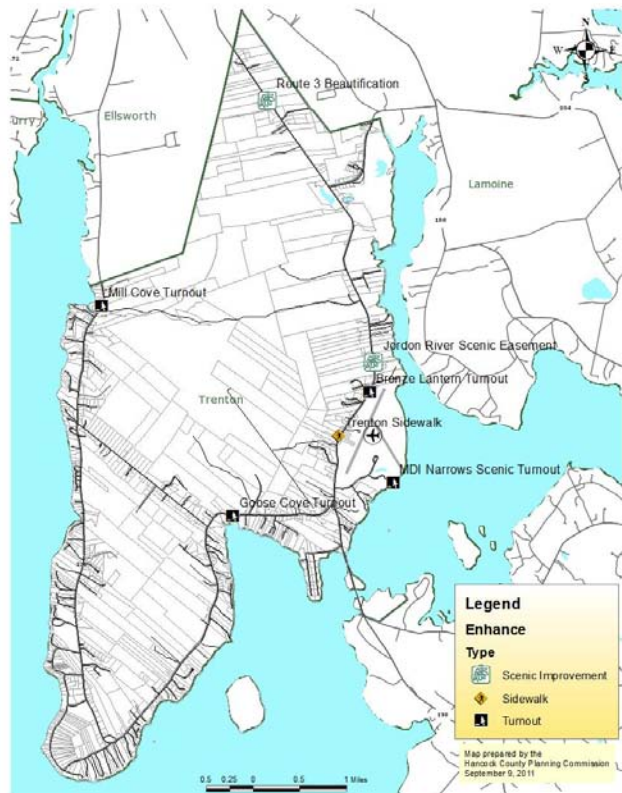 N
W E
S
Route 3 Beautification
Ellsworth
urry
184
Lamoine
Mill Cove Turnout
Jordon River Scenic Easement
Bronze Lantern Turnout
Trenton
Trenton Sidewalk
MDI Narrows Scenic Turnout
Goose Cove Turnout
Legend
Enhance
Type
Scenic Improvement
Sidewalk
Turnout
Map prepared by the
Hancock County Planning Commission
September 9, 2011
0.5 0.25 0 0.5 1 Miles